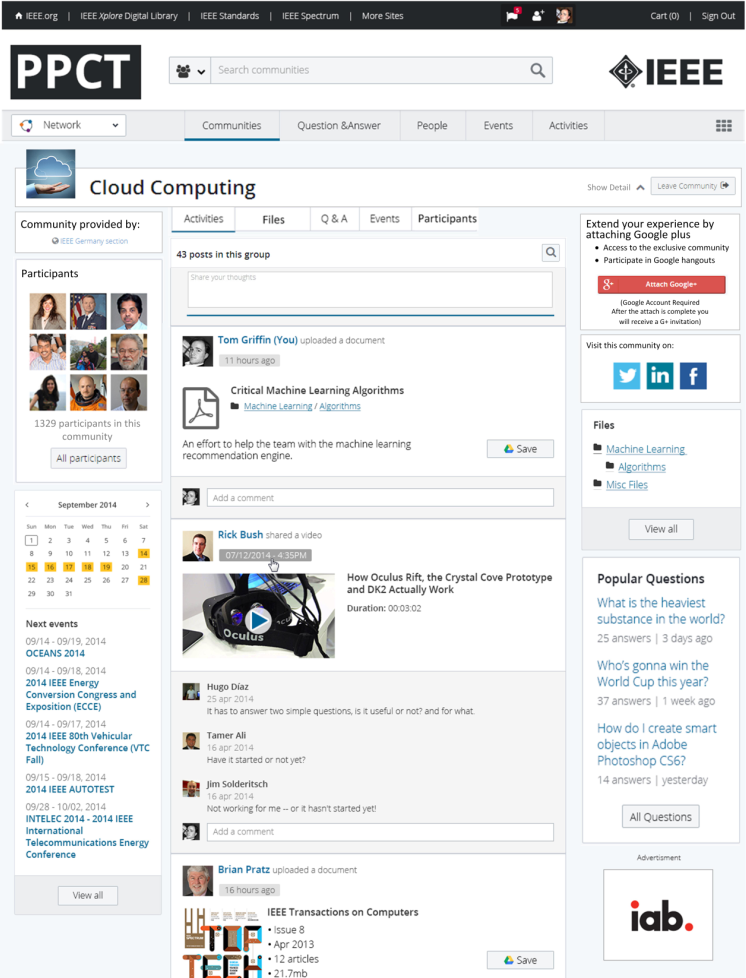 IEEE.org | IEEE Xplore Digital Library | IEEE Standards | IEEE Spectrum | More Sites
5
Cart (0) | Sign Out
PPCT
Search communities
IEEE
Network
Communities
Question &Answer
People
Events
Activities
Cloud Computing
Show Detail
Leave Community
Community provided by:
IEEE Germany section
Participants
1329 participants in this
community
All participants
September 2014
Sun Mon Tue Wed Thu Fri Sat
1 2 3 4 5 6 7
8 9 10 11 12 13 14
15 16 17 18 19 20 21
22 23 24 25 26 27 28
29 30 31
Next events
09/14 - 09/19, 2014
OCEANS 2014
09/14 - 09/18, 2014
2014 IEEE Energy
Conversion Congress and
Exposition (ECCE)
09/14 - 09/17, 2014
2014 IEEE 80th Vehicular
Technology Conference (VTC
Fall)
09/15 - 09/18, 2014
2014 IEEE AUTOTEST
09/28 - 10/02, 2014
INTELEC 2014 - 2014 IEEE
International
Telecommunications Energy
Conference
View all
Activities
Files
Q & A
Events
Participants
43 posts in this group
Share your thoughts
Tom Griffin (You) uploaded a document
11 hours ago
Critical Machine Learning Algorithms
Machine Learning / Algorithms
An effort to help the team with the machine learning
recommendation engine.
Save
Add a comment
Rick Bush shared a video
07/12/2014 - 4:35PM
Oculus
How Oculus Rift, the Crystal Cove Prototype
and DK2 Actually Work
Duration: 00:03:02
Hugo Díaz
25 apr 2014
It has to answer two simple questions, is it useful or not? and for what.
Tamer Ali
16 apr 2014
Have it started or not yet?
Jim Solderitsch
16 apr 2014
Not working for me -- or it hasn't started yet!
Add a comment
Brian Pratz uploaded a document
16 hours ago
TOP
TECH
IEEE Transactions on Computers
• Issue 8
• Apr 2013
• 12 articles
• 21.7mb
Save
Extend your experience by
attaching Google plus
• Access to the exclusive community
• Participate in Google hangouts
g+ Attach Google+
(Google Account Required
After the attach is complete you
will receive a G+ invitation)
Visit this community on:
in
f
Files
Machine Learning
Algorithms
Misc Files
View all
Popular Questions
What is the heaviest
substance in the world?
25 answers | 3 days ago
Who's gonna win the
World Cup this year?
37 answers | 1 week ago
How do I create smart
objects in Adobe
Photoshop CS6?
14 answers | yesterday
All Questions
Advertisment
iab.